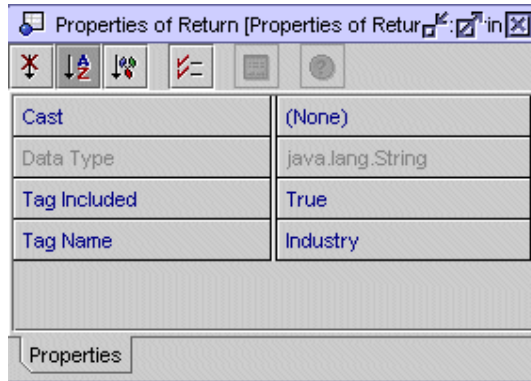 Properties of Return [Properties of Retur
in
Cast (None)
Data Type java.lang.String
Tag Included True
Tag Name Industry
Properties